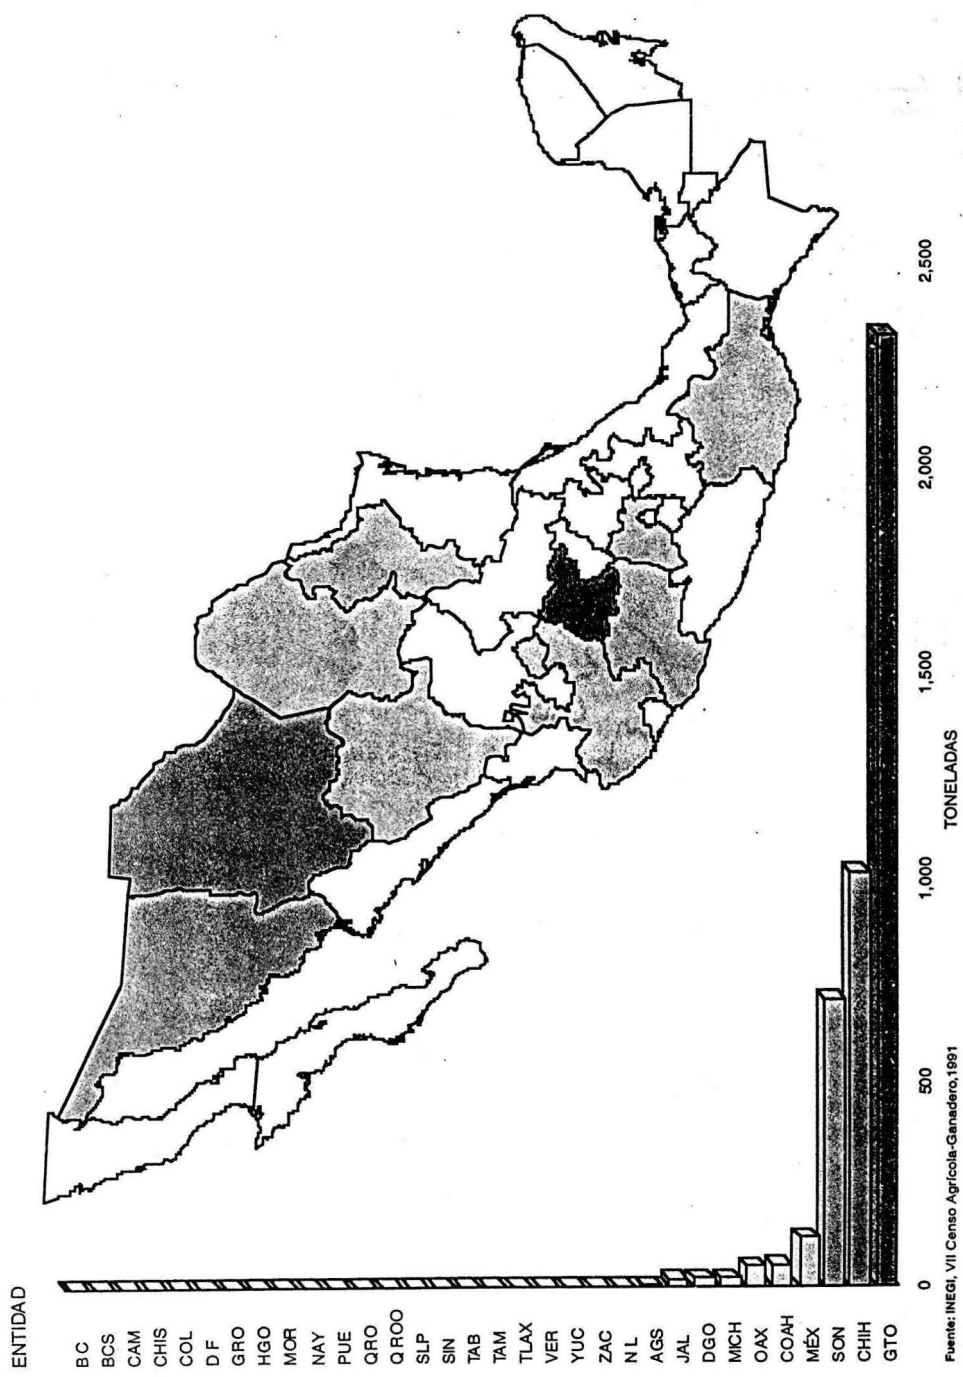 ENTIDAD
BC
BCS
CAM
CHIS
COL
D F
GRO
HGO
MOR
NAY
PUE
QRO
Q ROO
SLP
SIN
TAB
TAM
TLAX
VER
YUC
ZAC
N L
AGS
JAL
DGO
MICH
OAX
COAH
MÉX
SON
CHIH
GTO
0
500
1,000
1,500
2,000
2,500
TONELADAS
Fuente: INEGI, VII Censo Agrícola-Ganadero,1991